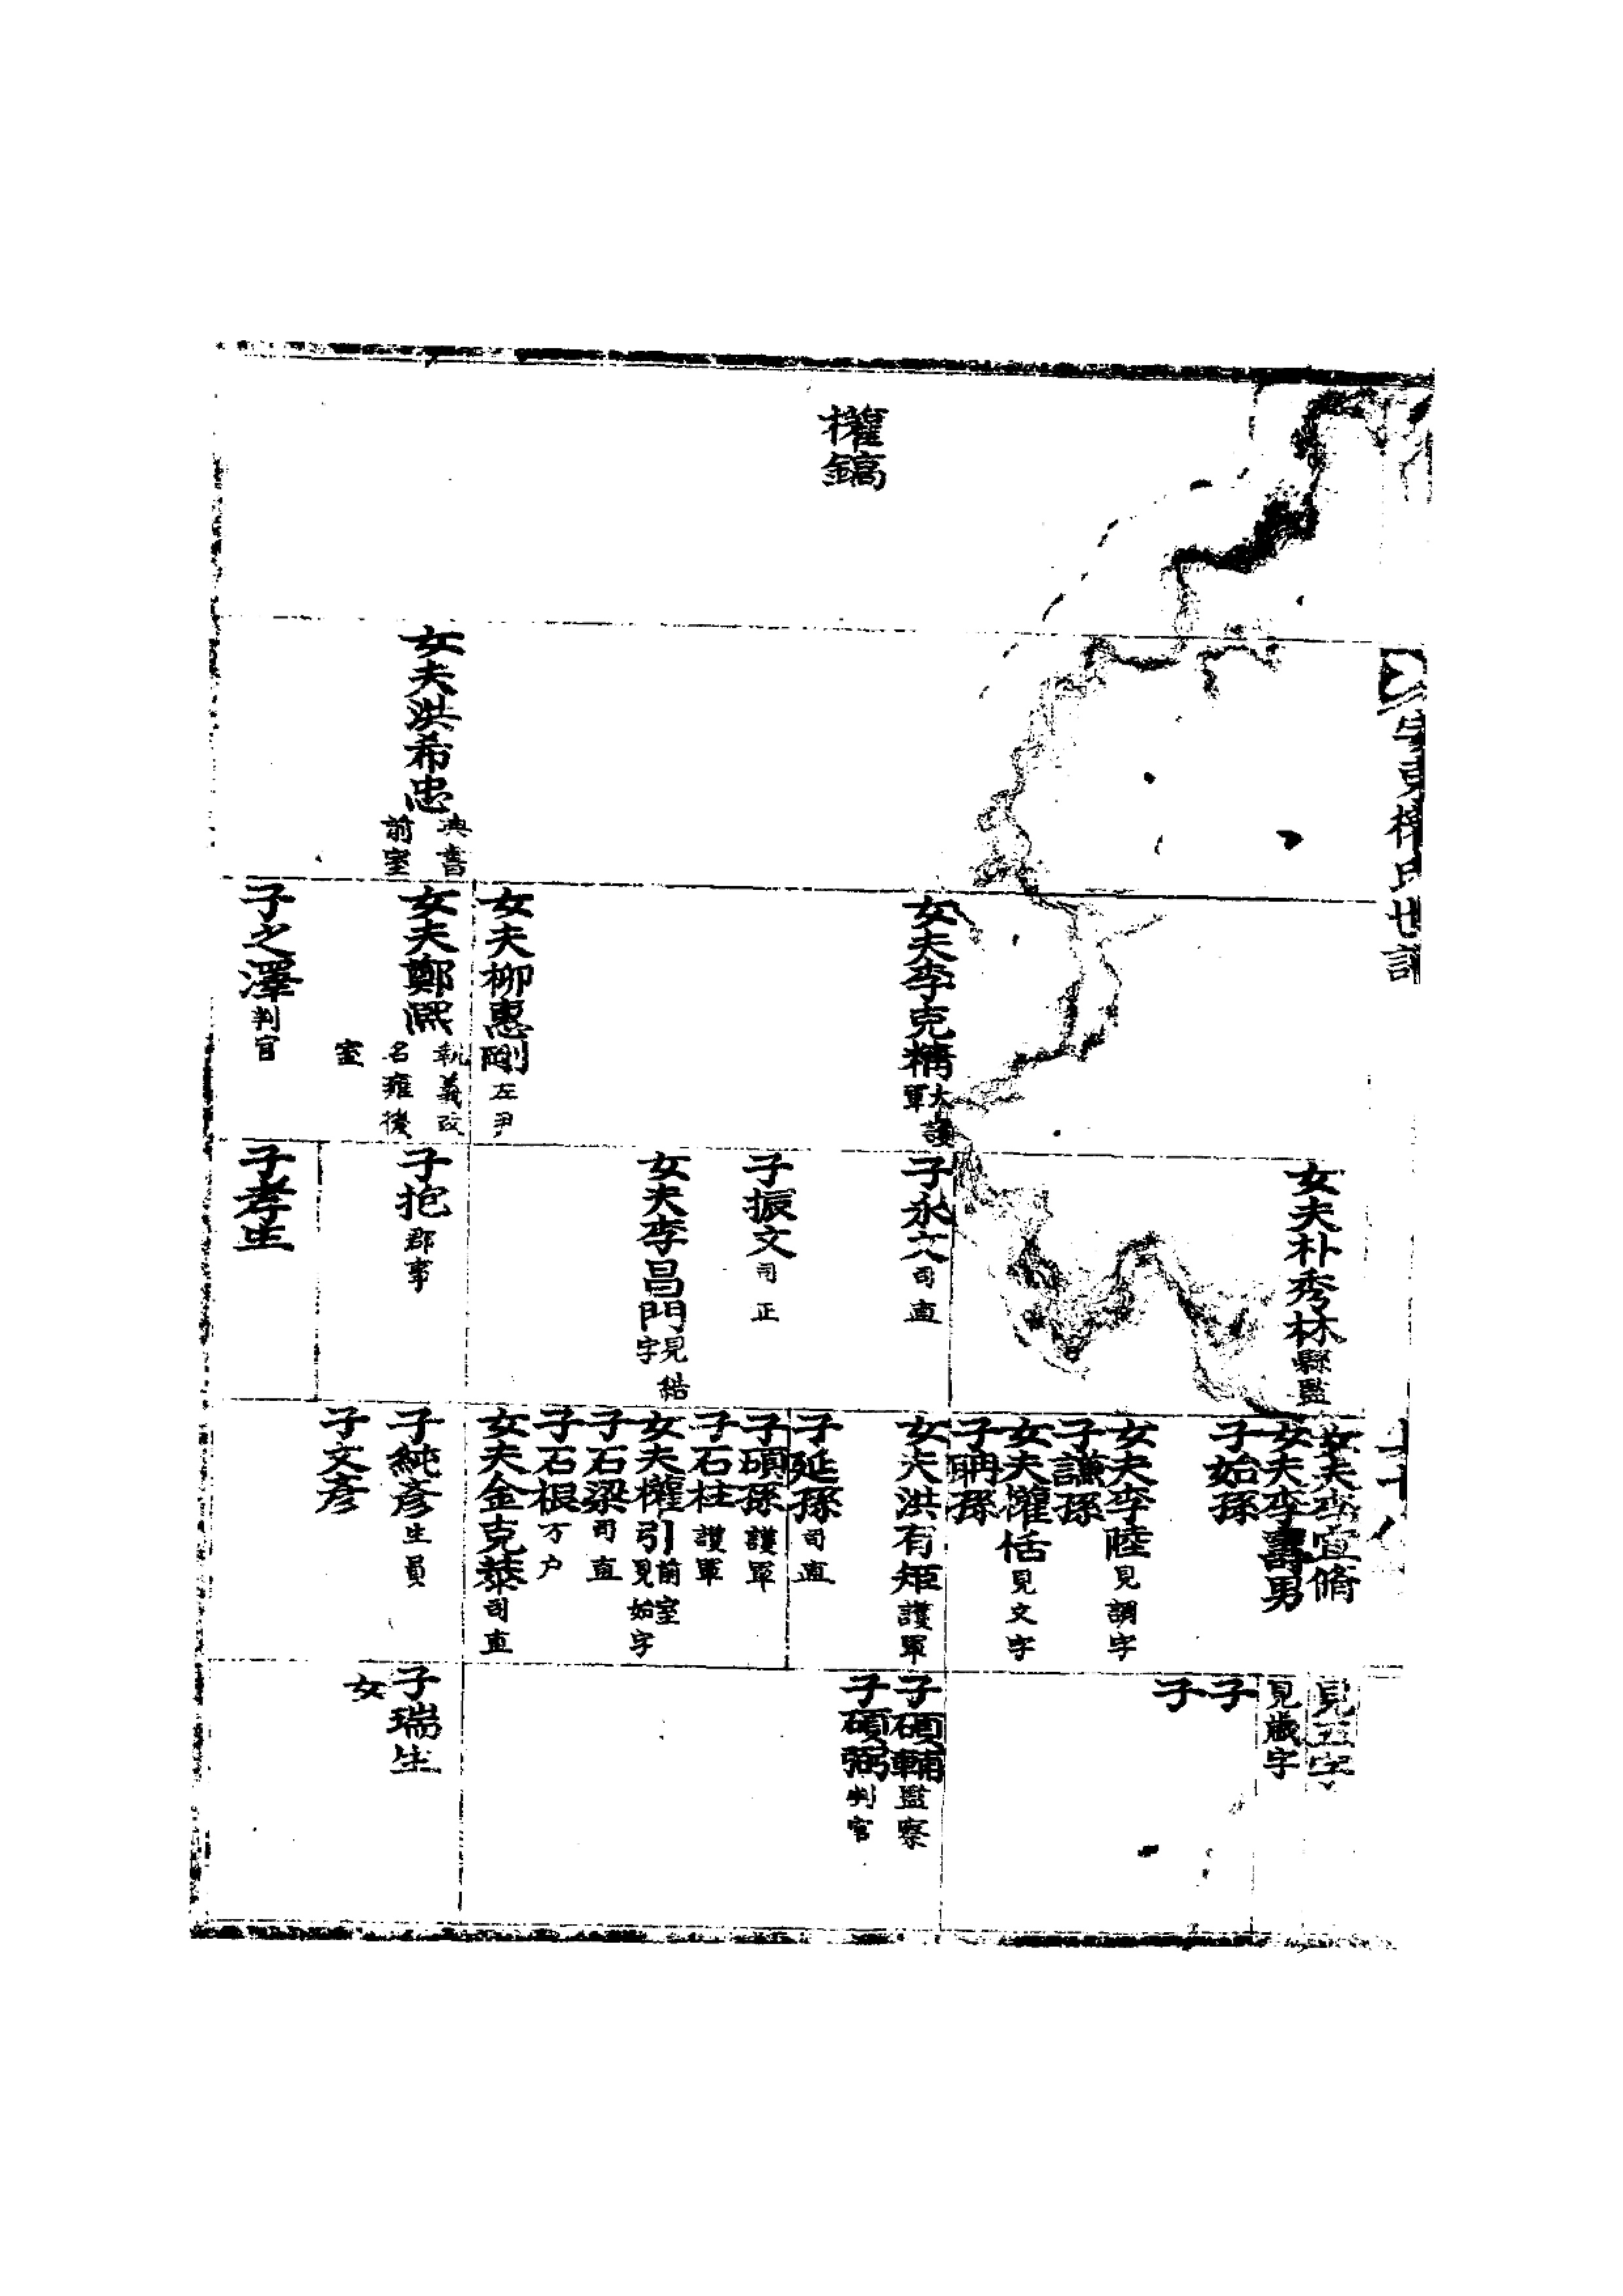 安東權氏世譜
權鎬
女夫洪希忠 典書 前室
女夫李克精 大護軍
女夫柳惠剛 左尹
女夫鄭熙 執義改名雍後室
子之澤 判官
女夫朴秀林 縣監
子永文 司直
子振文 司正
女夫李昌門 見結字
子抱 郡事
子孝生
女夫李宜脩
女夫李壽男
子始孫
女夫李陸 見調字
子謙孫
女夫權恬 見文字
子聃孫
女夫洪有矩 護軍
子延孫 司直
子碩孫 護軍
子石柱 護軍
女夫權引 前室 見始字
子石梁 司直
子石根 万户
女夫金克恭 司直
子純彥 生員
子文彥
見玉字
見歲字
子
子
子碩輔 監察
子碩弼 判官
子瑞生
女